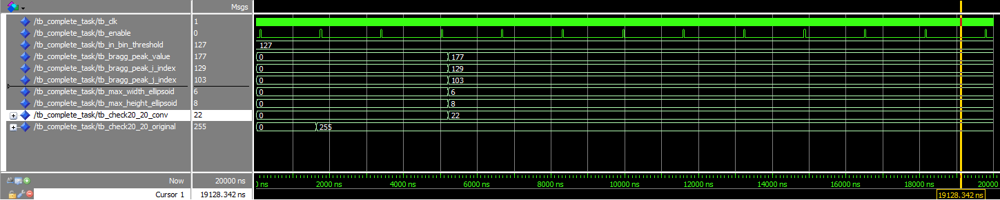 Msgs
/tb_complete_task/tb_clk 1
/tb_complete_task/tb_enable 0
/tb_complete_task/tb_in_bin_threshold 127 127
/tb_complete_task/tb_bragg_peak_value 177 0 177
/tb_complete_task/tb_bragg_peak_i_index 129 0 129
/tb_complete_task/tb_bragg_peak_j_index 103 0 103
/tb_complete_task/tb_max_width_ellipsoid 6 0 6
/tb_complete_task/tb_max_height_ellipsoid 8 0 8
/tb_complete_task/tb_check20_20_conv 22 0 22
/tb_complete_task/tb_check20_20_original 255 0 255
Now 20000 ns ns 2000 ns 4000 ns 6000 ns 8000 ns 10000 ns 12000 ns 14000 ns 16000 ns 18000 ns 20000
Cursor 1 19128.342 ns 19128.342 ns